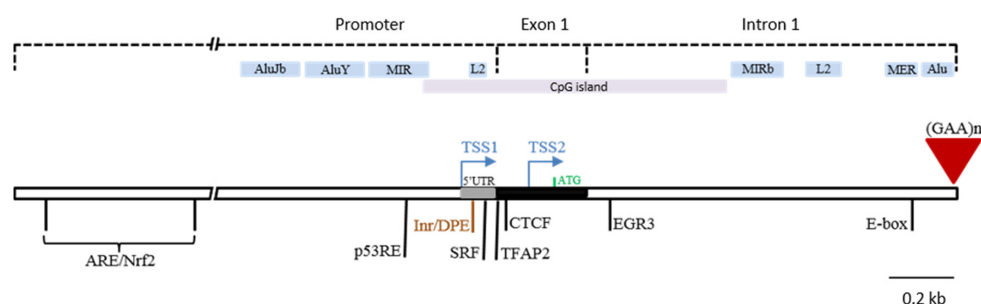 Promoter Exon 1 Intron 1
AluJb AluY MIR L2 MIRb L2 MER Alu
CpG island
(GAA)n
TSS1 TSS2
5'UTR ATG
Inr/DPE CTCF EGR3 E-box
p53RE SRF TFAP2
ARE/Nrf2
0.2 kb